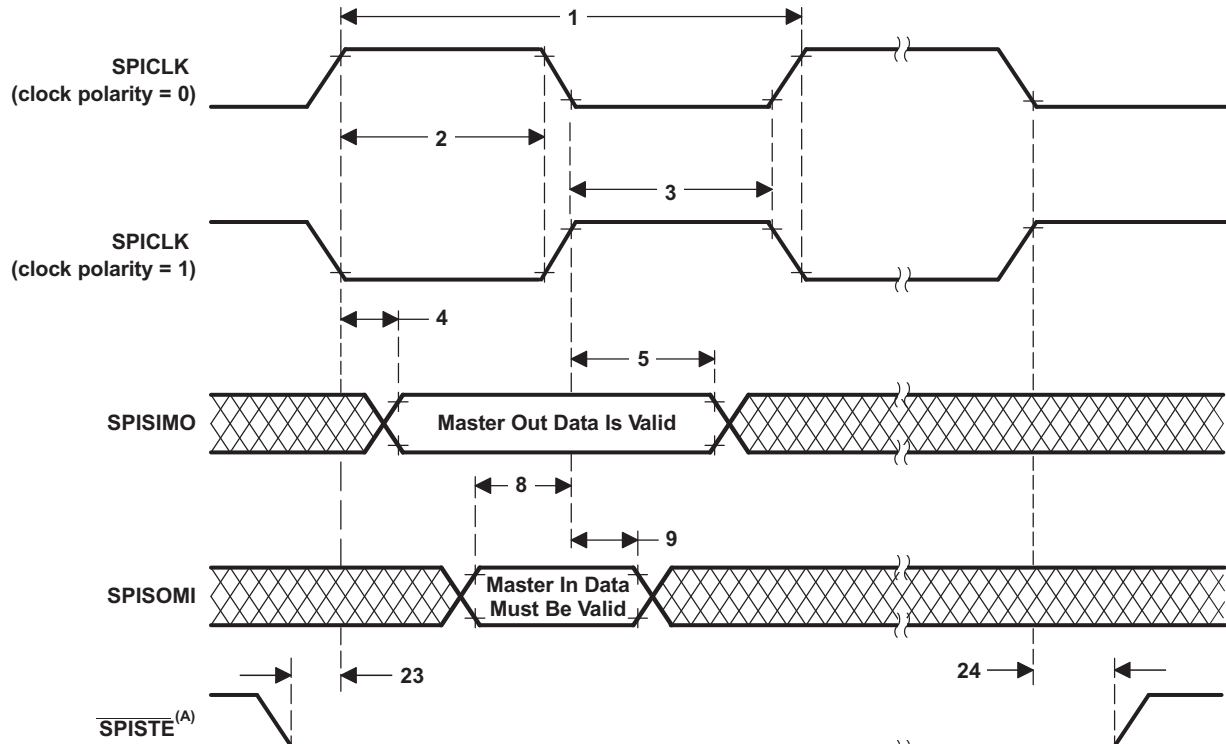 1
SPICLK
(clock polarity = 0)
2
3
SPICLK
(clock polarity = 1)
4
5
SPISIMO
Master Out Data Is Valid
8
9
SPISOMI
Master In Data
Must Be Valid
23
24
SPISTE(A)